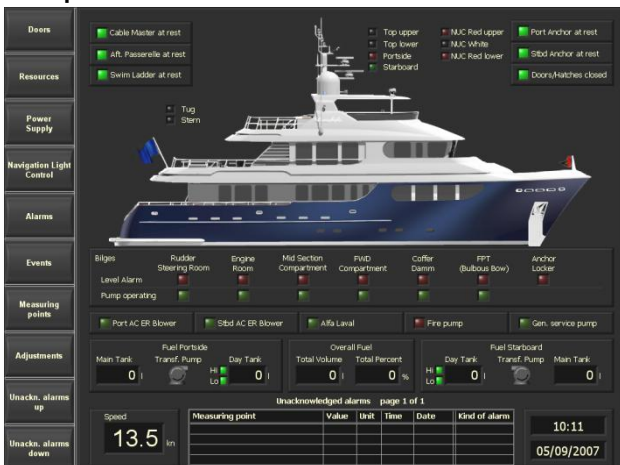 Doors
Resources
Power
Supply
Navigation Light
Control
Alarms
Events
Measuring
points
Adjustments
Unackn. alarms
up
Unackn. alarms
down
Cable Master at rest
Aft. Passerelle at rest
Swim Ladder at rest
Top upper
Top lower
Portside
Starboard
NUC Red upper
NUC White
NUC Red lower
Port Anchor at rest
Stbd Anchor at rest
Doors/Hatches closed
Tug
Stern
Bilges
Rudder
Steering Room
Engine
Room
Mid Section
Compartment
FWD
Compartment
Coffer
Damm
FPT
(Bulbous Bow)
Anchor
Locker
Level Alarm
Pump operating
Port AC ER Blower
Stbd AC ER Blower
Alfa Laval
Fire pump
Gen. service pump
Fuel Portside
Main Tank Transf. Pump Day Tank
0 l Hi Lo 0 l
Overall Fuel
Total Volume Total Percent
0 l 0 %
Fuel Starboard
Day Tank Transf. Pump Main Tank
Hi Lo 0 l 0 l
Unacknowledged alarms page 1 of 1
Speed
13.5 kn
Measuring point Value Unit Time Date Kind of alarm
10:11
05/09/2007